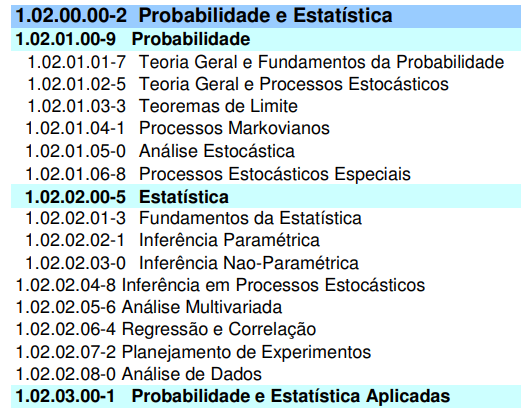 1.02.00.00-2 Probabilidade e Estatística
1.02.01.00-9 Probabilidade
1.02.01.01-7 Teoria Geral e Fundamentos da Probabilidade
1.02.01.02-5 Teoria Geral e Processos Estocásticos
1.02.01.03-3 Teoremas de Limite
1.02.01.04-1 Processos Markovianos
1.02.01.05-0 Análise Estocástica
1.02.01.06-8 Processos Estocásticos Especiais
1.02.02.00-5 Estatística
1.02.02.01-3 Fundamentos da Estatística
1.02.02.02-1 Inferência Paramétrica
1.02.02.03-0 Inferência Nao-Paramétrica
1.02.02.04-8 Inferência em Processos Estocásticos
1.02.02.05-6 Análise Multivariada
1.02.02.06-4 Regressão e Correlação
1.02.02.07-2 Planejamento de Experimentos
1.02.02.08-0 Análise de Dados
1.02.03.00-1 Probabilidade e Estatística Aplicadas